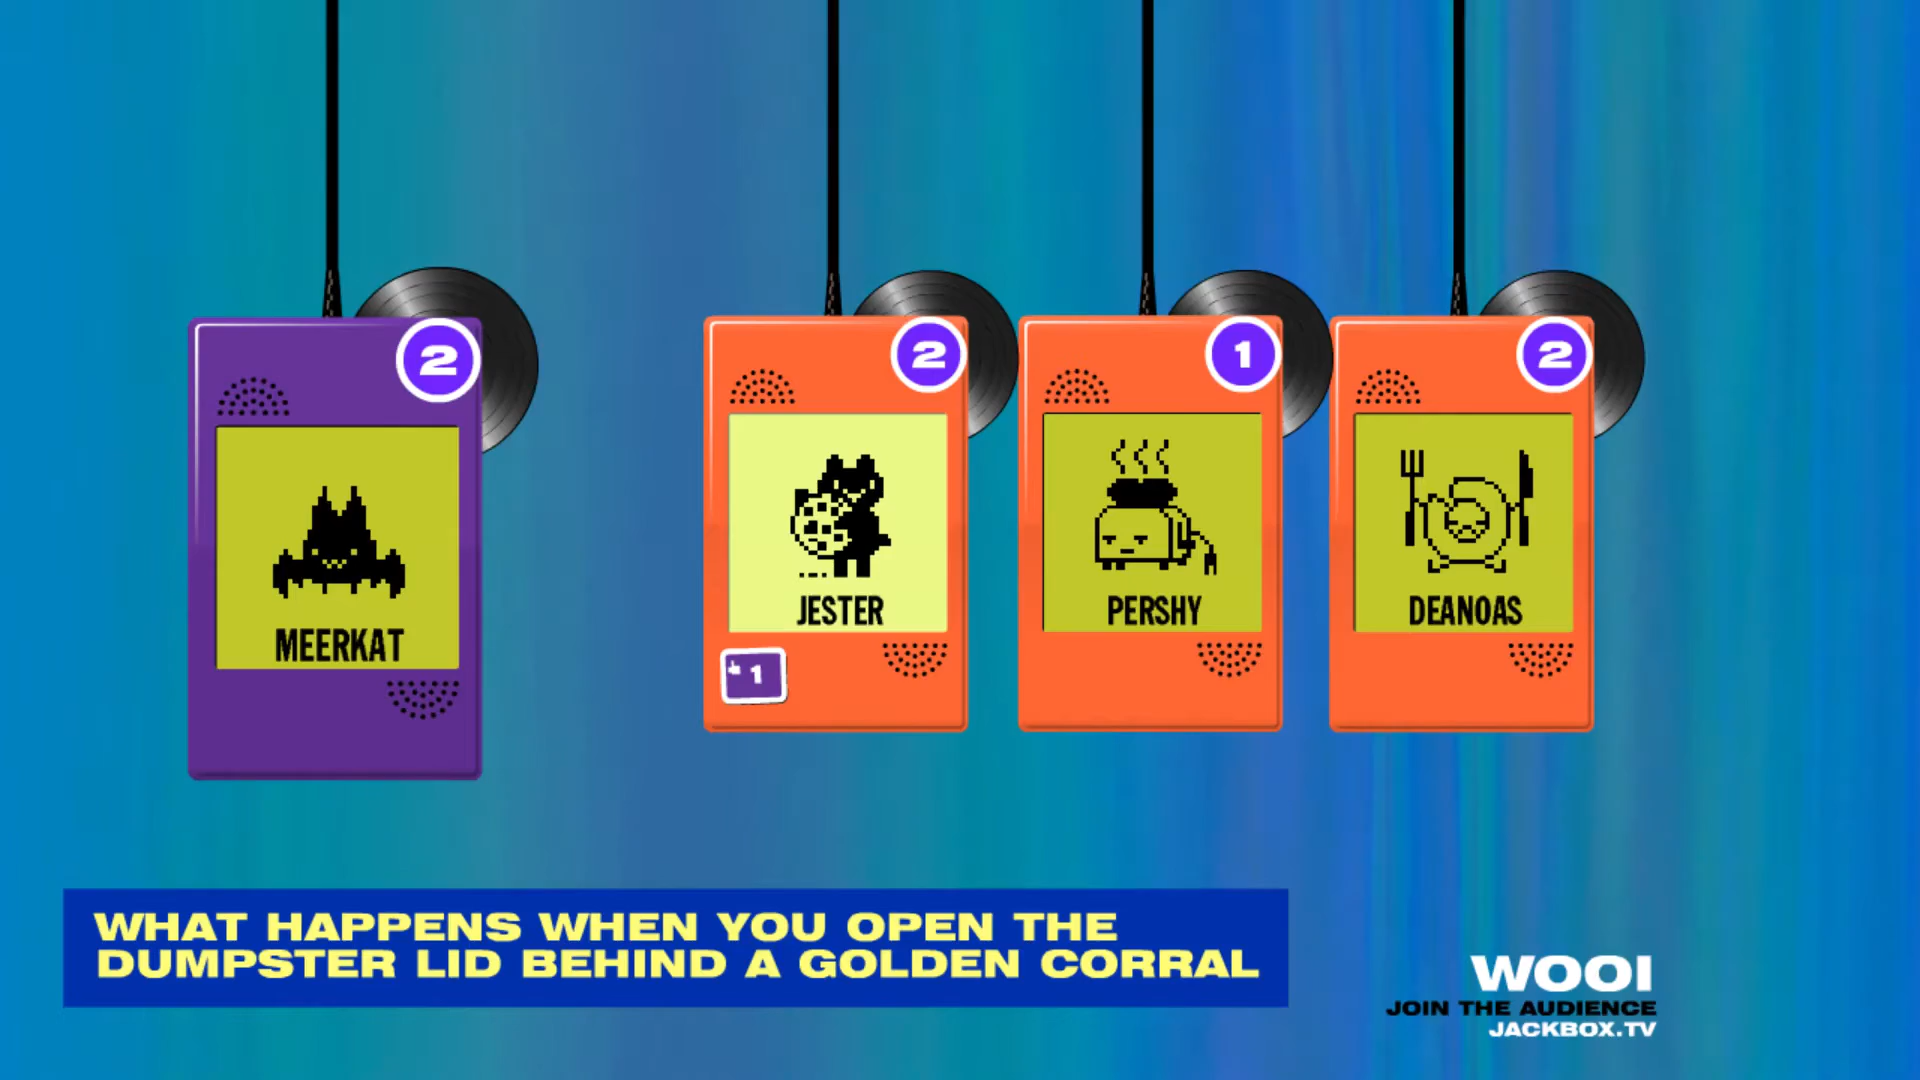 2
MEERKAT
2
JESTER
1
1
PERSHY
2
DEANOAS
WHAT HAPPENS WHEN YOU OPEN THE
DUMPSTER LID BEHIND A GOLDEN CORRAL
WOOI
JOIN THE AUDIENCE
JACKBOX.TV